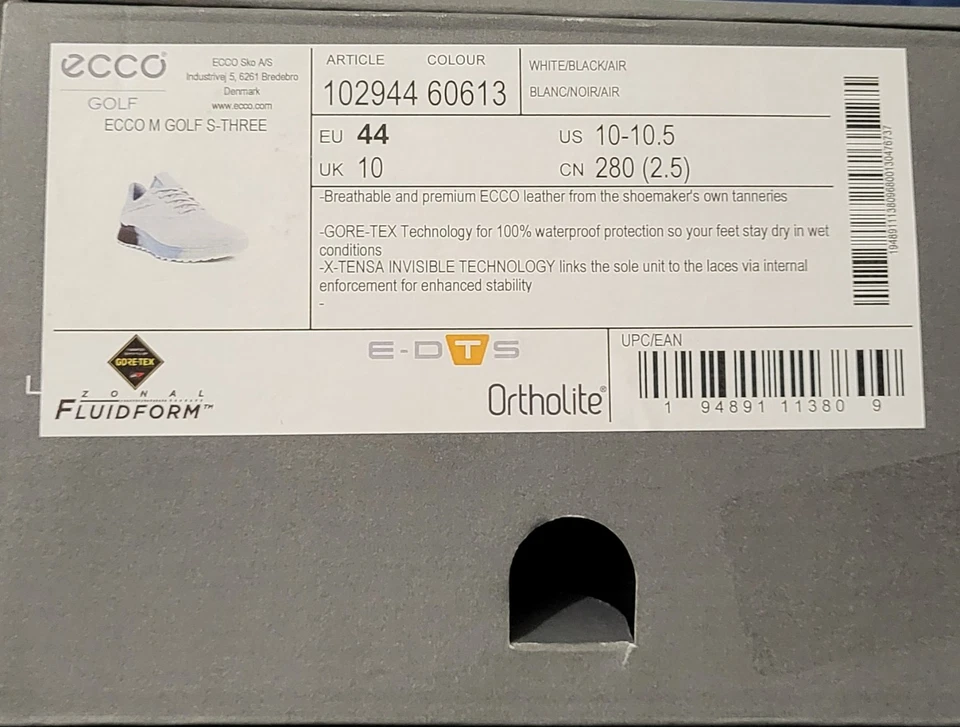 ecco
GOLF
ECCO Sko A/S
Industrivej 5, 6261 Bredebro
Denmark
www.ecco.com
ECCO M GOLF S-THREE
ARTICLE COLOUR
102944 60613
WHITE/BLACK/AIR
BLANC/NOIR/AIR
EU 44 US 10-10.5
UK 10 CN 280 (2.5)
-Breathable and premium ECCO leather from the shoemaker's own tanneries
-GORE-TEX Technology for 100% waterproof protection so your feet stay dry in wet
conditions
-X-TENSA INVISIBLE TECHNOLOGY links the sole unit to the laces via internal
enforcement for enhanced stability
-
GORE-TEX
ZONAL
FLUIDFORM™
E-DTS
Ortholite®
UPC/EAN
1 94891 11380 9